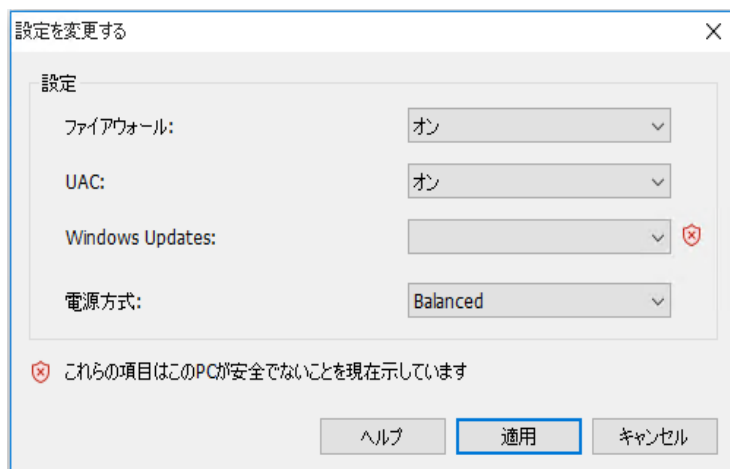 設定を変更する
設定
ファイアウォール:
オン
UAC:
オン
Windows Updates:
電源方式:
Balanced
これらの項目はこのPCが安全でないことを現在示しています
ヘルプ
適用
キャンセル